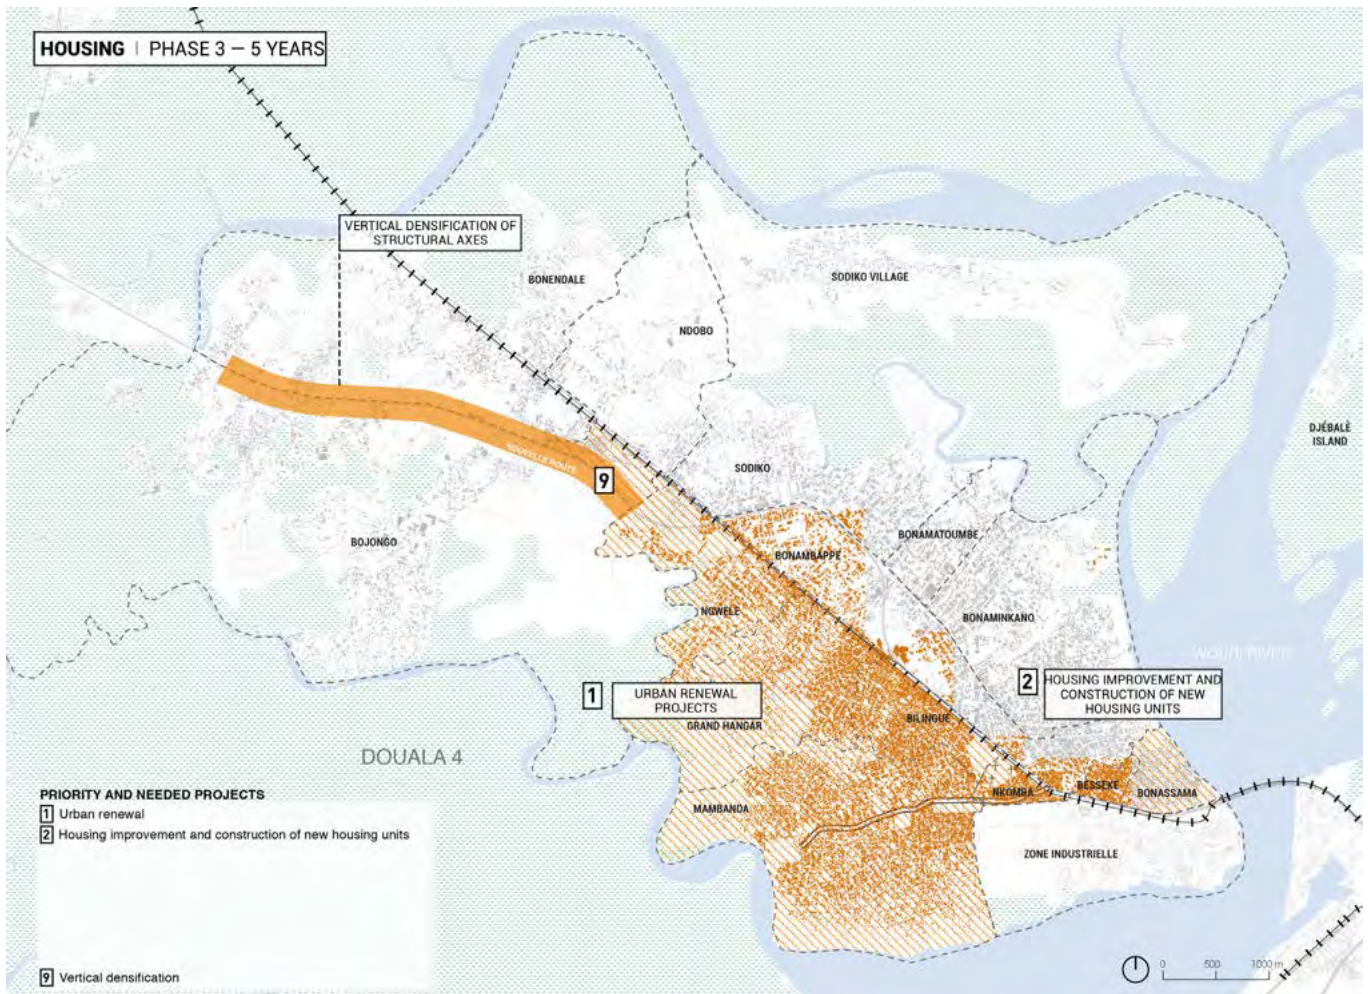 HOUSING | PHASE 3 – 5 YEARS
VERTICAL DENSIFICATION OF
STRUCTURAL AXES
BONENDALE
SODIKO VILLAGE
NDOBO
DJÉBALÈ
ISLAND
NOUVELLE ROUTE
9
SODIKO
BOJONGO
BONAMBAPPE
BONAMATOUMBE
NGWELE
BONAMINKANO
WOURI RIVER
1
URBAN RENEWAL
PROJECTS
2
HOUSING IMPROVEMENT AND
CONSTRUCTION OF NEW
HOUSING UNITS
GRAND HANGAR
BILINGUE
DOUALA 4
NKOMBA
BESSEKE
BONASSAMA
MAMBANDA
ZONE INDUSTRIELLE
PRIORITY AND NEEDED PROJECTS
1 Urban renewal
2 Housing improvement and construction of new housing units
9 Vertical densification
0 500 1000 m